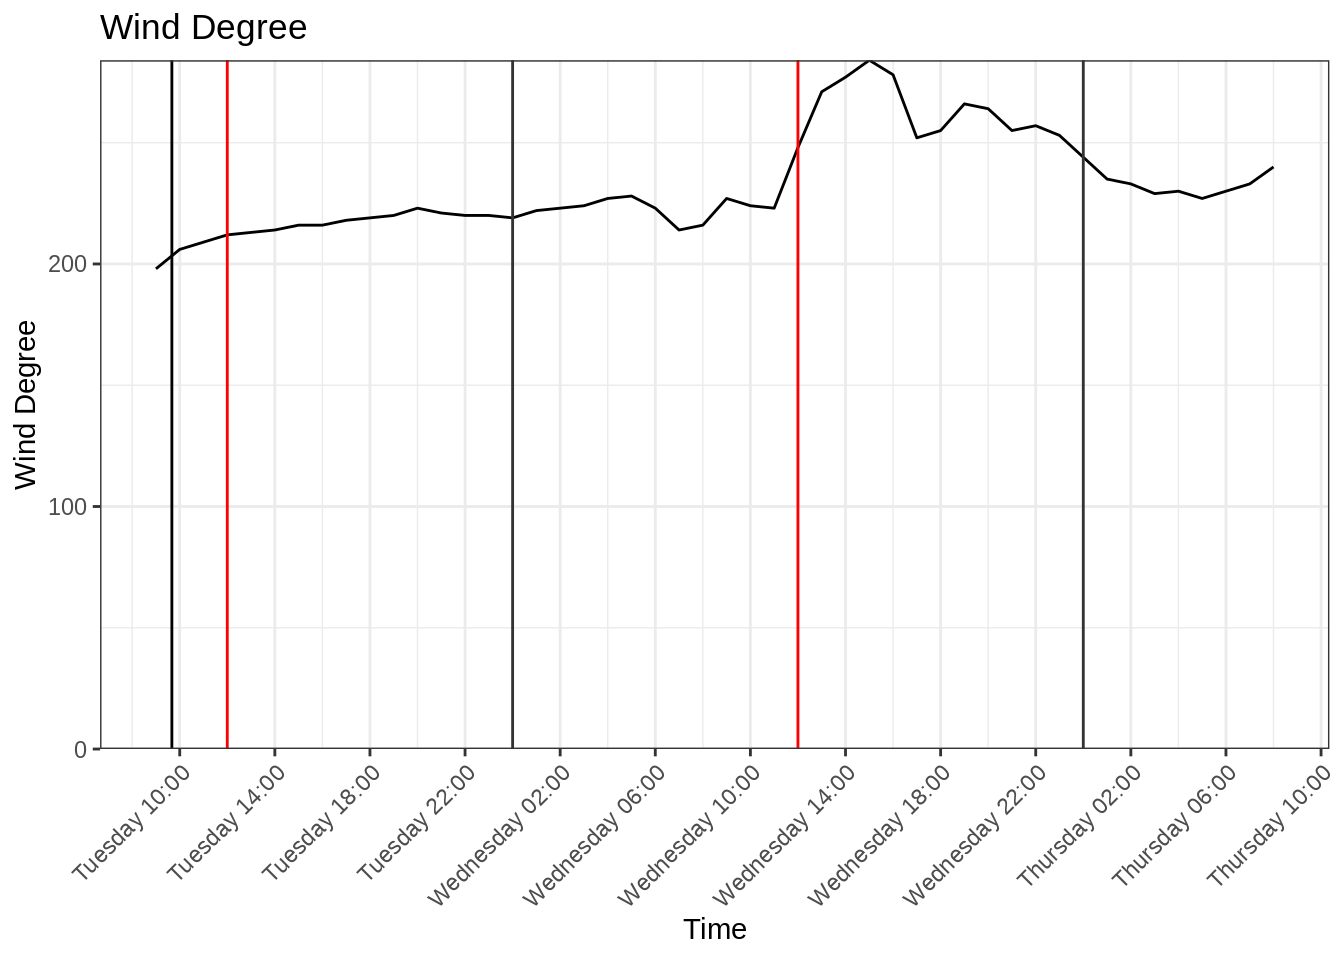 Wind Degree
Wind Degree
200
100
0
Tuesday 10:00
Tuesday 14:00
Tuesday 18:00
Tuesday 22:00
Wednesday 02:00
Wednesday 06:00
Wednesday 10:00
Wednesday 14:00
Wednesday 18:00
Wednesday 22:00
Thursday 02:00
Thursday 06:00
Thursday 10:00
Time